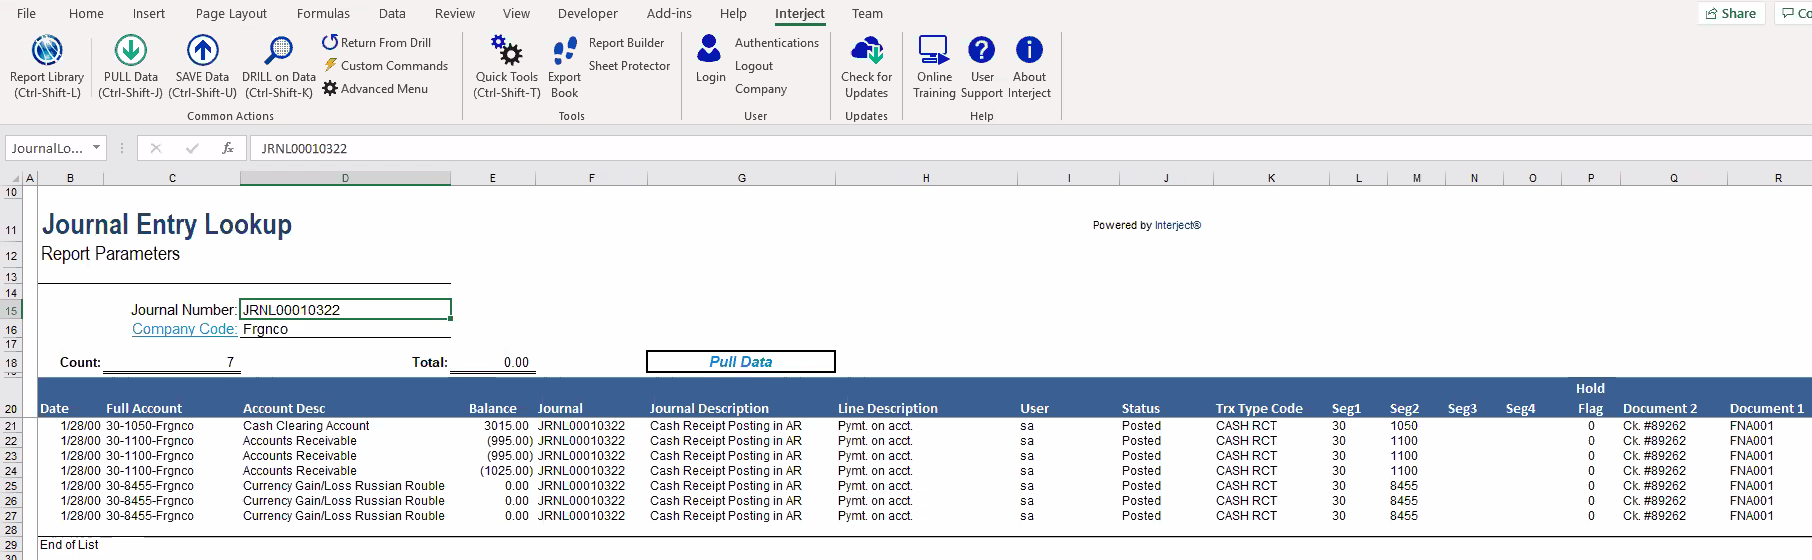 File Home Insert Page Layout Formulas Data Review View Developer Add-ins Help Interject Team Share Co
Return From Drill Report Builder Authentications
Custom Commands Sheet Protector Logout
Report Library PULL Data SAVE Data DRILL on Data Quick Tools Export Login Check for Online User About
Advanced Menu Company
(Ctrl-Shift-L) (Ctrl-Shift-J) (Ctrl-Shift-U) (Ctrl-Shift-K) (Ctrl-Shift-T) Book Updates Training Support Interject
Common Actions Tools User Updates Help
JournalLo... fx JRNL00010322
A B C D E F G H I J K L M N O P Q R
10
11 Journal Entry Lookup Powered by Interject®
12 Report Parameters
13
14
15 Journal Number: JRNL00010322
16 Company Code: Frgnco
17
18 Count: 7 Total: 0.00 Pull Data
Hold
20 Date Full Account Account Desc Balance Journal Journal Description Line Description User Status Trx Type Code Seg1 Seg2 Seg3 Seg4 Flag Document 2 Document 1
21 1/28/00 30-1050-Frgnco Cash Clearing Account 3015.00 JRNL00010322 Cash Receipt Posting in AR Pymt. on acct. sa Posted CASH RCT 30 1050 0 Ck. #89262 FNA001
22 1/28/00 30-1100-Frgnco Accounts Receivable (995.00) JRNL00010322 Cash Receipt Posting in AR Pymt. on acct. sa Posted CASH RCT 30 1100 0 Ck. #89262 FNA001
23 1/28/00 30-1100-Frgnco Accounts Receivable (995.00) JRNL00010322 Cash Receipt Posting in AR Pymt. on acct. sa Posted CASH RCT 30 1100 0 Ck. #89262 FNA001
24 1/28/00 30-1100-Frgnco Accounts Receivable (1025.00) JRNL00010322 Cash Receipt Posting in AR Pymt. on acct. sa Posted CASH RCT 30 1100 0 Ck. #89262 FNA001
25 1/28/00 30-8455-Frgnco Currency Gain/Loss Russian Rouble 0.00 JRNL00010322 Cash Receipt Posting in AR Pymt. on acct. sa Posted CASH RCT 30 8455 0 Ck. #89262 FNA001
26 1/28/00 30-8455-Frgnco Currency Gain/Loss Russian Rouble 0.00 JRNL00010322 Cash Receipt Posting in AR Pymt. on acct. sa Posted CASH RCT 30 8455 0 Ck. #89262 FNA001
27 1/28/00 30-8455-Frgnco Currency Gain/Loss Russian Rouble 0.00 JRNL00010322 Cash Receipt Posting in AR Pymt. on acct. sa Posted CASH RCT 30 8455 0 Ck. #89262 FNA001
28
29 End of List
30